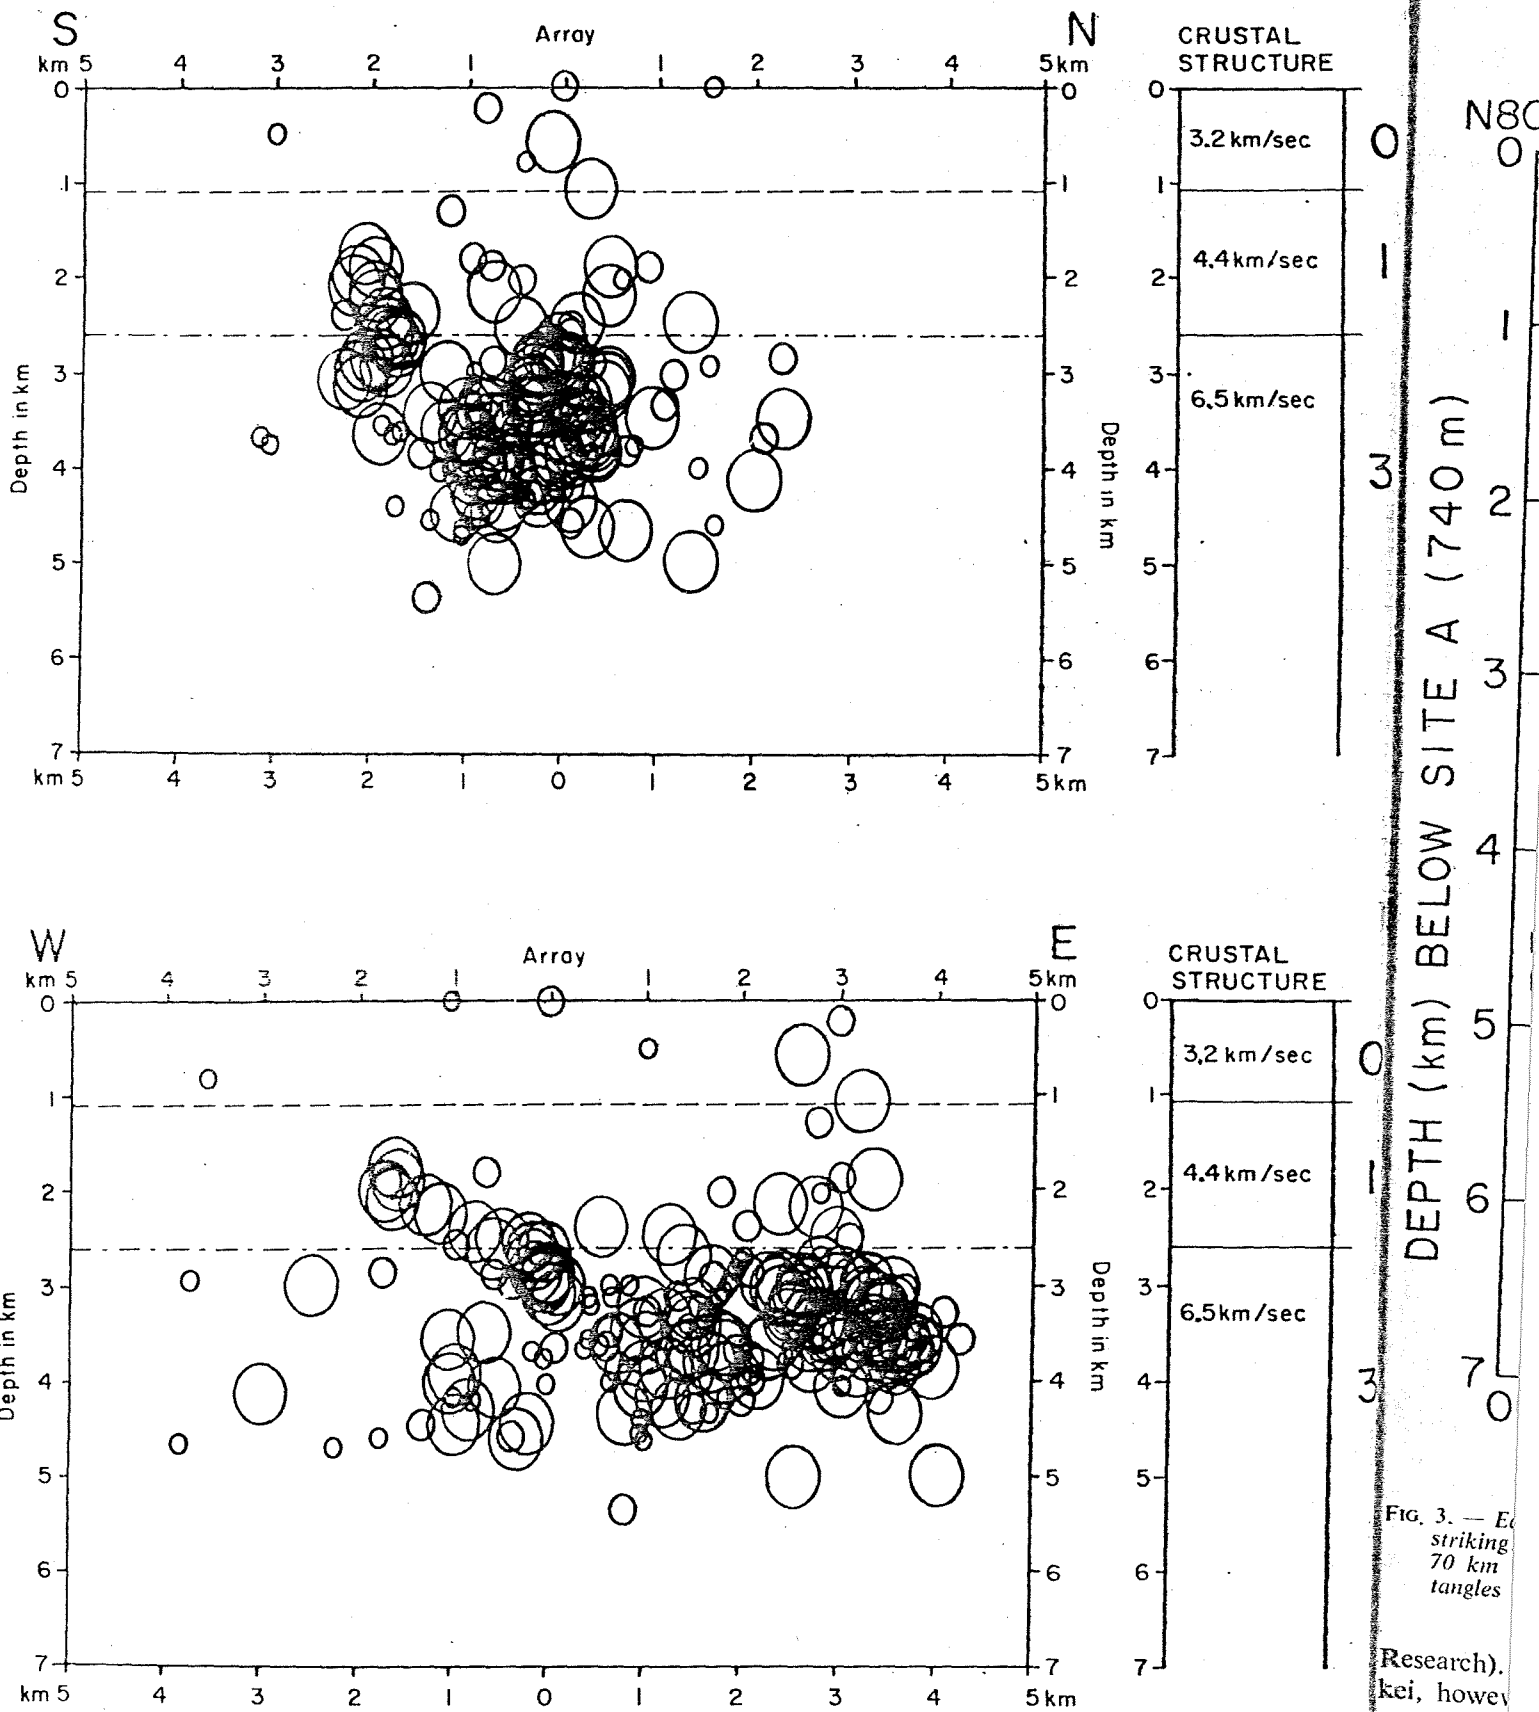 S Array N
km 5 4 3 2 1 0 1 2 3 4 5km
CRUSTAL
STRUCTURE
0 0 0
3.2 km/sec 0
1 1 1
4.4 km/sec 1
2 2 2
3 3 3
6.5 km/sec
4 4 4
3
5 5 5
6 6 6
7 7 7
Depth in km
Depth in km
km 5 4 3 2 1 0 1 2 3 4 5km
W Array E
km 5 4 3 2 1 0 1 2 3 4 5km
CRUSTAL
STRUCTURE
0 0 0
3.2 km/sec 0
1 1 1
4.4 km/sec 1
2 2 2
3 3 3
6.5 km/sec
4 4 4
3
5 5 5
6 6 6
7 7 7
Depth in km
Depth in km
km 5 4 3 2 1 0 1 2 3 4 5km
N80
0
1
2
3
4
5
6
7
0
DEPTH (km) BELOW SITE A (740 m)
FIG. 3. —
striking
70 km
tangles
Research).
kei,